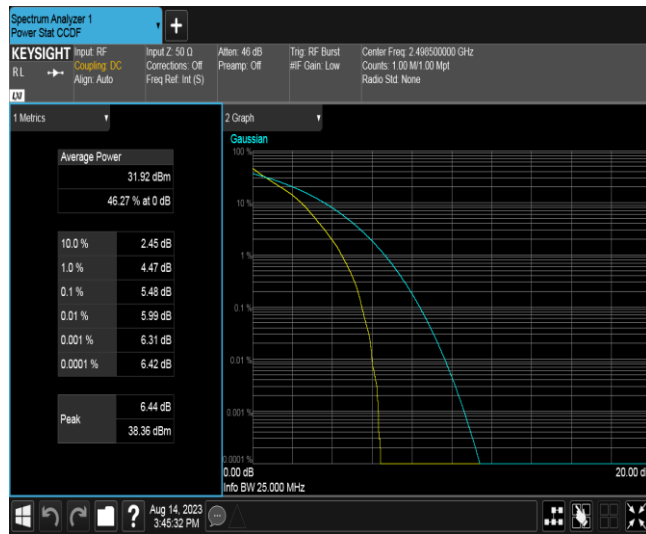 Spectrum Analyzer 1
Power Stat CCDF
+
KEYSIGHT
RL
LXI
Input: RF
Coupling: DC
Align: Auto
Input Z: 50 Ω
Corrections: Off
Freq Ref: Int (S)
Atten: 46 dB
Preamp: Off
Trig: RF Burst
#IF Gain: Low
Center Freq: 2.498500000 GHz
Counts: 1.00 M/1.00 Mpt
Radio Std: None
1 Metrics
Average Power
31.92 dBm
46.27 % at 0 dB
10.0 % 2.45 dB
1.0 % 4.47 dB
0.1 % 5.48 dB
0.01 % 5.99 dB
0.001 % 6.31 dB
0.0001 % 6.42 dB
Peak
6.44 dB
38.36 dBm
2 Graph
Gaussian
100 %
10 %
1 %
0.1 %
0.01 %
0.001 %
0.0001 %
0.00 dB 20.00 d
Info BW 25.000 MHz
?
Aug 14, 2023
3:45:32 PM